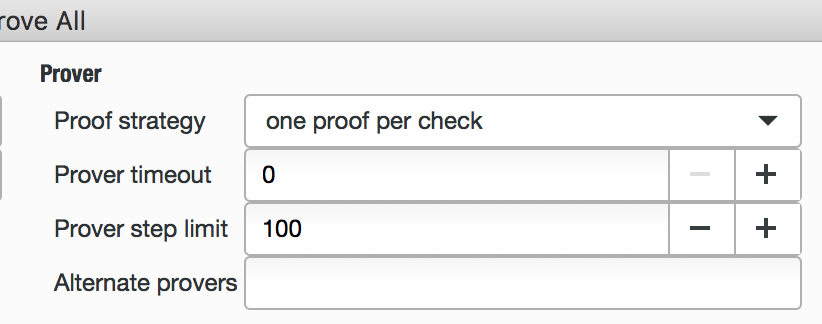 rove All
Prover
Proof strategy one proof per check
Prover timeout 0 − +
Prover step limit 100 − +
Alternate provers